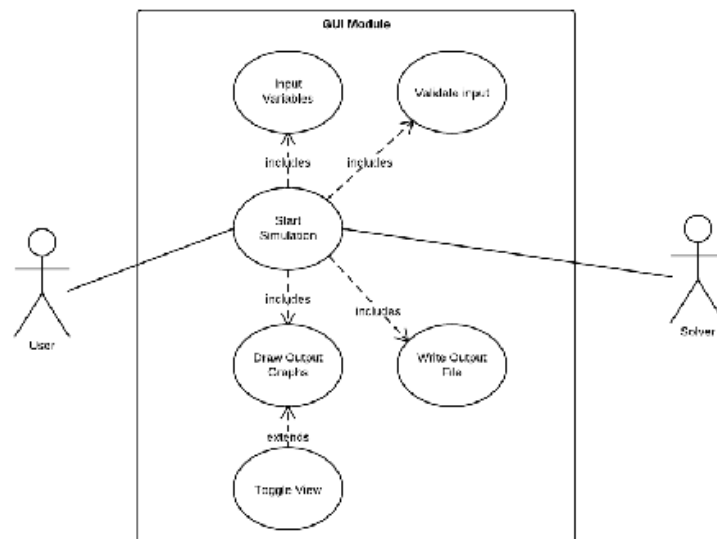 GUI Module
Input
Variables
Validate input
includes
includes
Start
Simulation
User
Solver
includes
includes
Draw Output
Graphs
Write Output
File
extends
Toggle View